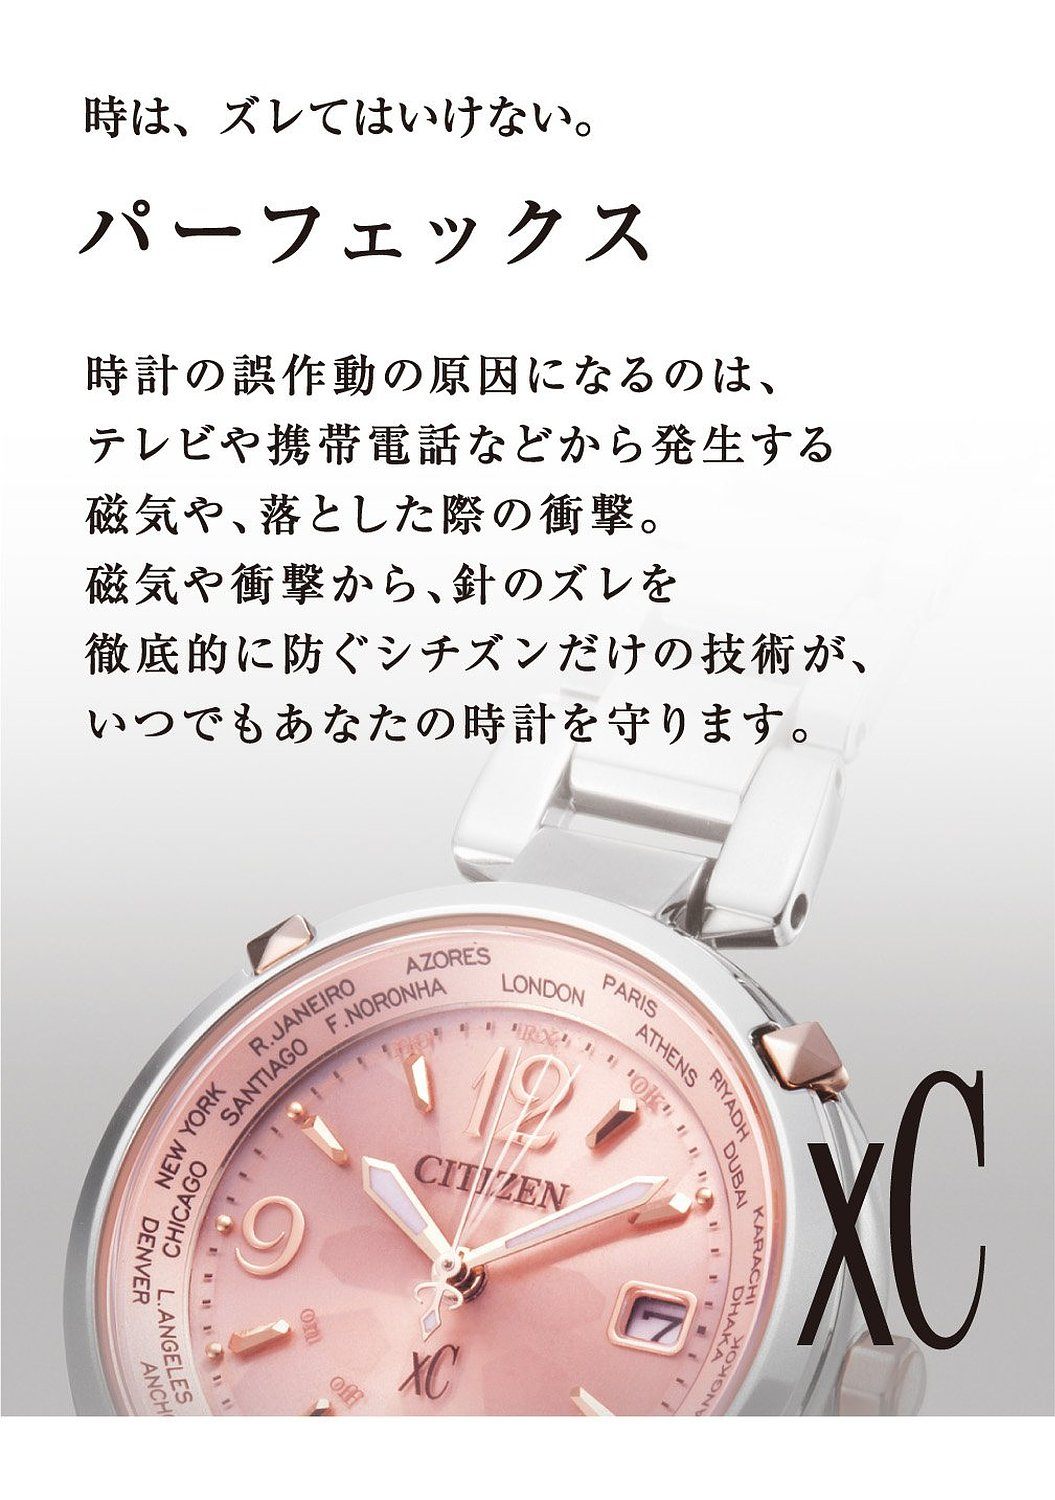 時は、ズレてはいけない。
パーフェックス
時計の誤作動の原因になるのは、
テレビや携帯電話などから発生する
磁気や、落とした際の衝撃。
磁気や衝撃から、針のズレを
徹底的に防ぐシチズンだけの技術が、
いつでもあなたの時計を守ります。
AZORES
LONDON
PARIS
R.JANEIRO
F.NORONHA
ATHENS
SANTIAGO
RIYADH
NEW YORK
DUBAI
CHICAGO
KARACHI
DENVER
DHAKA
L.ANGELES
12
CITIZEN
9
7
xC
xC